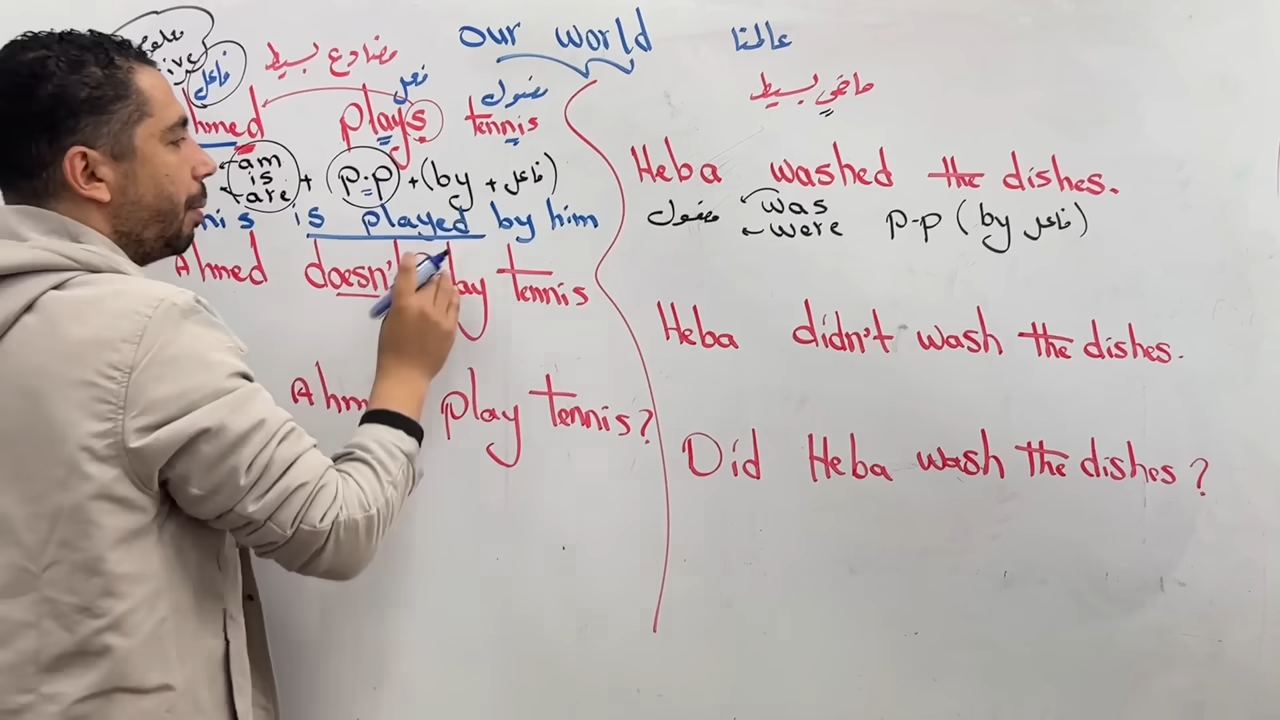 our world عالمنا
مضارع بسيط
فاعل
فعل
مفعول
plays tennis
am
is
are
+ p.p + (by + فاعل)
is played by him
Ahmed doesn't play tennis
play tennis?
ماضي بسيط
Heba washed the dishes.
مفعول was were p-p (by فاعل)
Heba didn't wash the dishes.
Did Heba wash the dishes?